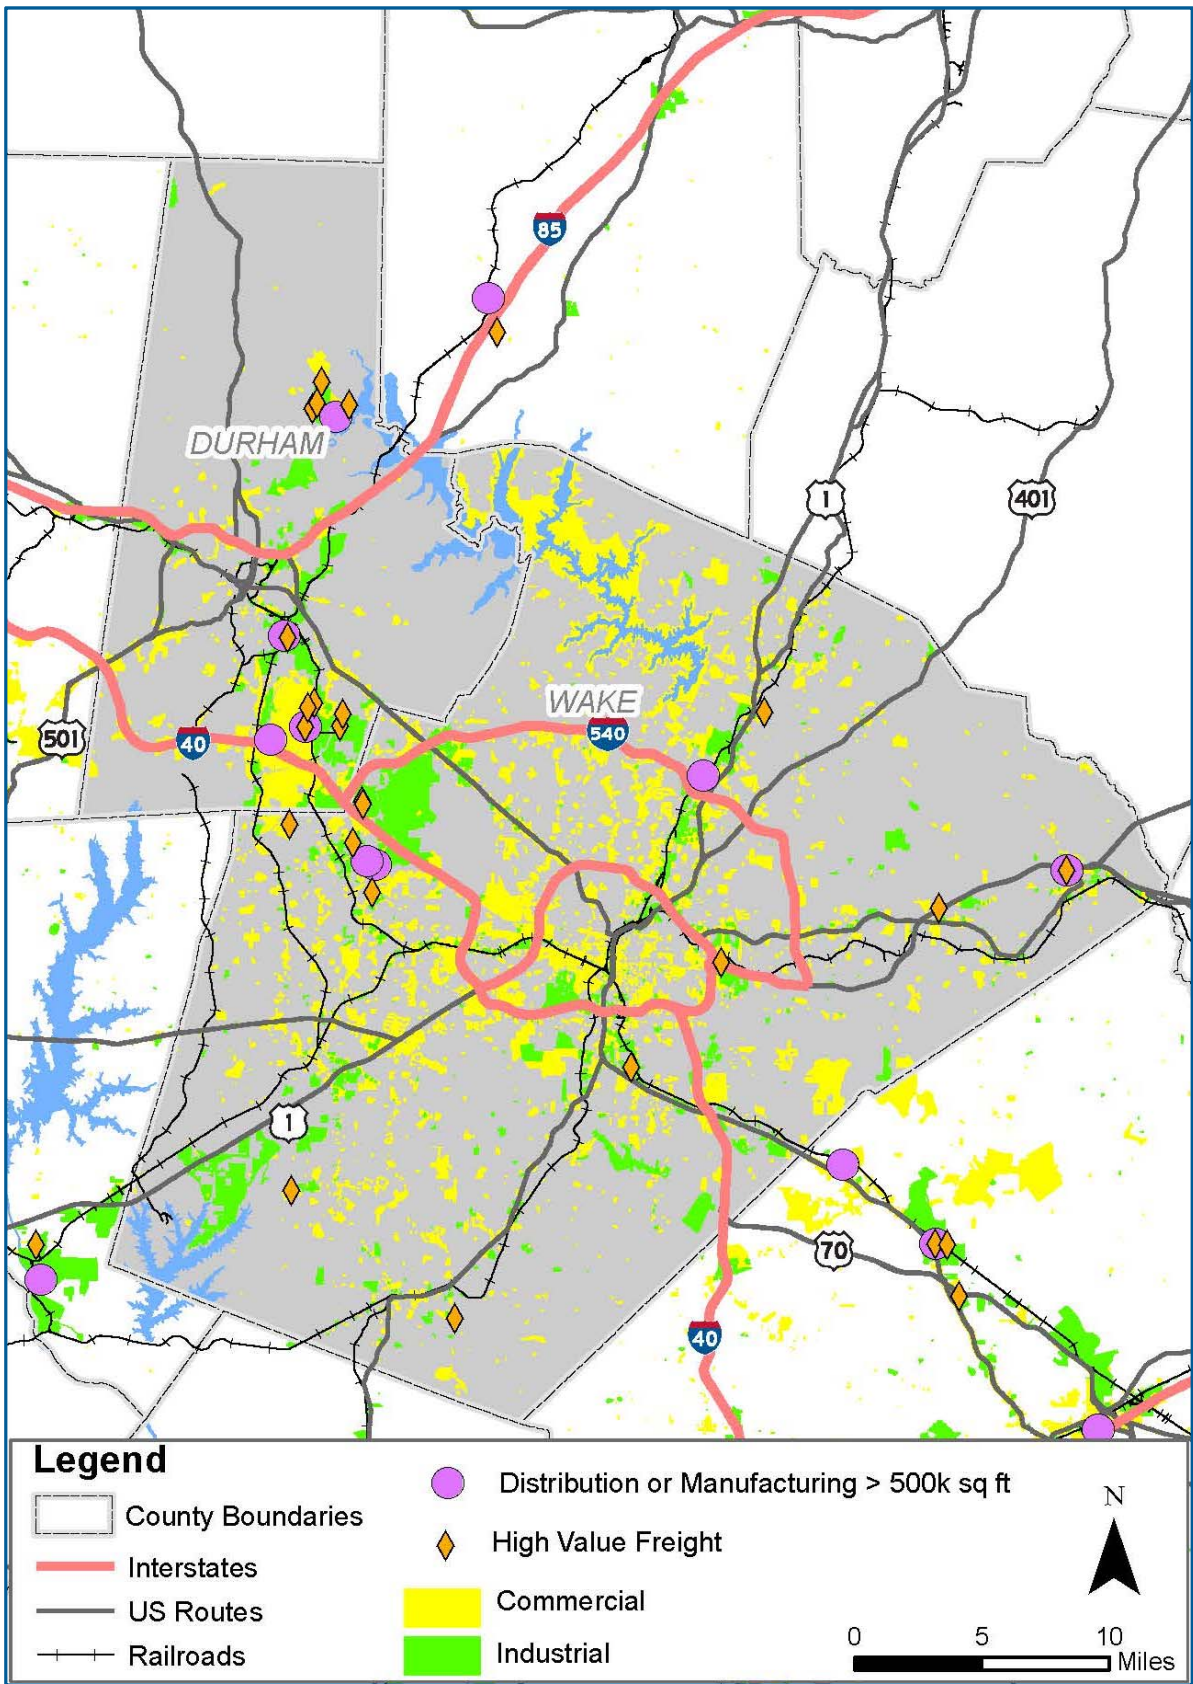 85
DURHAM
1
401
WAKE
501
40
540
1
70
40
Legend
County Boundaries
Interstates
US Routes
Railroads
Distribution or Manufacturing > 500k sq ft
High Value Freight
Commercial
Industrial
N
0 5 10
Miles